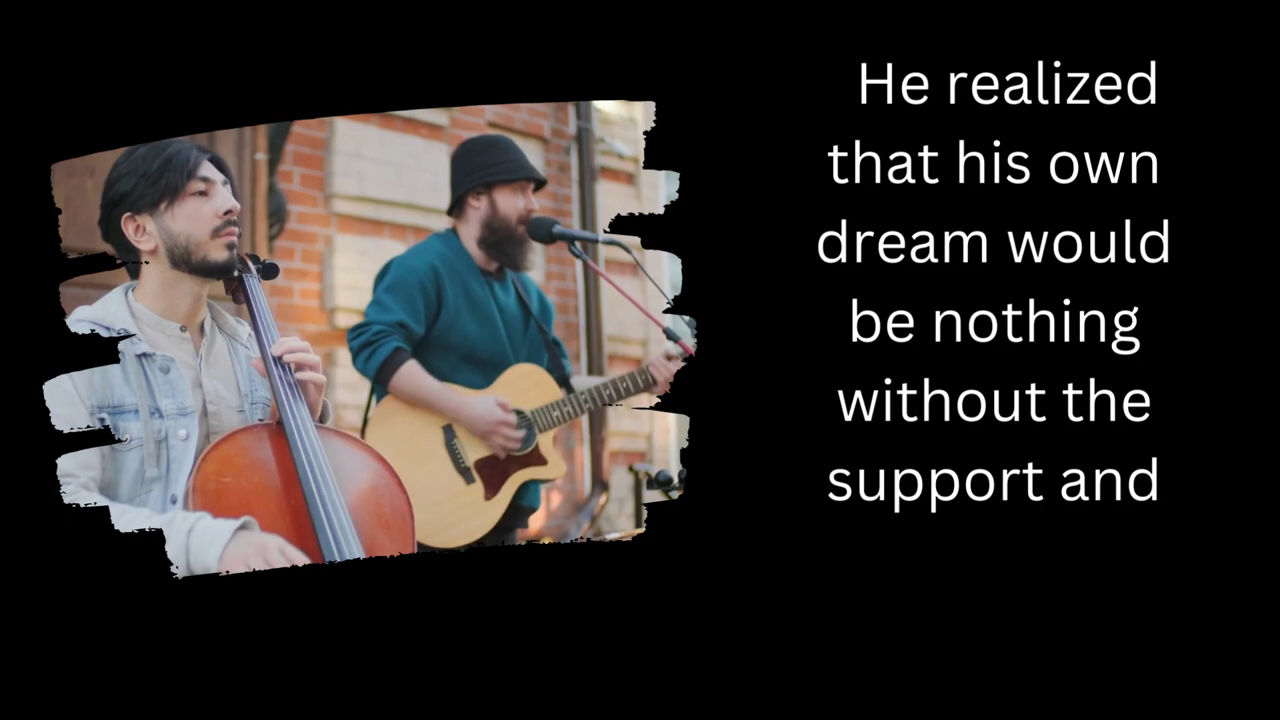 He realized
that his own
dream would
be nothing
without the
support and